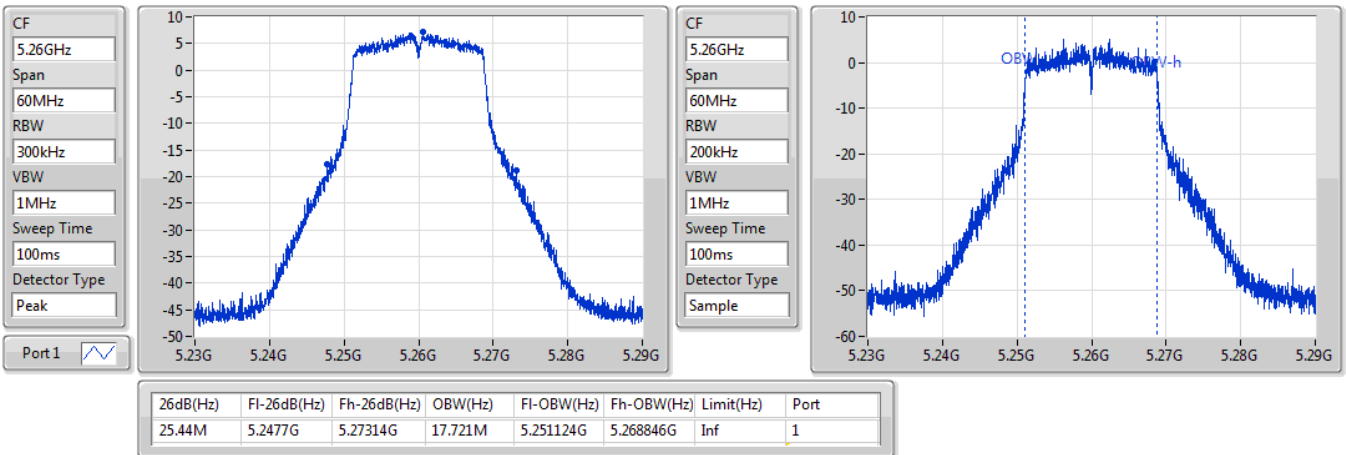 CF
5.26GHz
Span
60MHz
RBW
300kHz
VBW
1MHz
Sweep Time
100ms
Detector Type
Peak
Port 1
10
5
0
-5
-10
-15
-20
-25
-30
-35
-40
-45
-50
5.23G 5.24G 5.25G 5.26G 5.27G 5.28G 5.29G
CF
5.26GHz
Span
60MHz
RBW
200kHz
VBW
1MHz
Sweep Time
100ms
Detector Type
Sample
10
0
-10
-20
-30
-40
-50
-60
5.23G 5.24G 5.25G 5.26G 5.27G 5.28G 5.29G
26dB(Hz) Fl-26dB(Hz) Fh-26dB(Hz) OBW(Hz) Fl-OBW(Hz) Fh-OBW(Hz) Limit(Hz) Port
25.44M 5.2477G 5.27314G 17.721M 5.251124G 5.268846G Inf 1